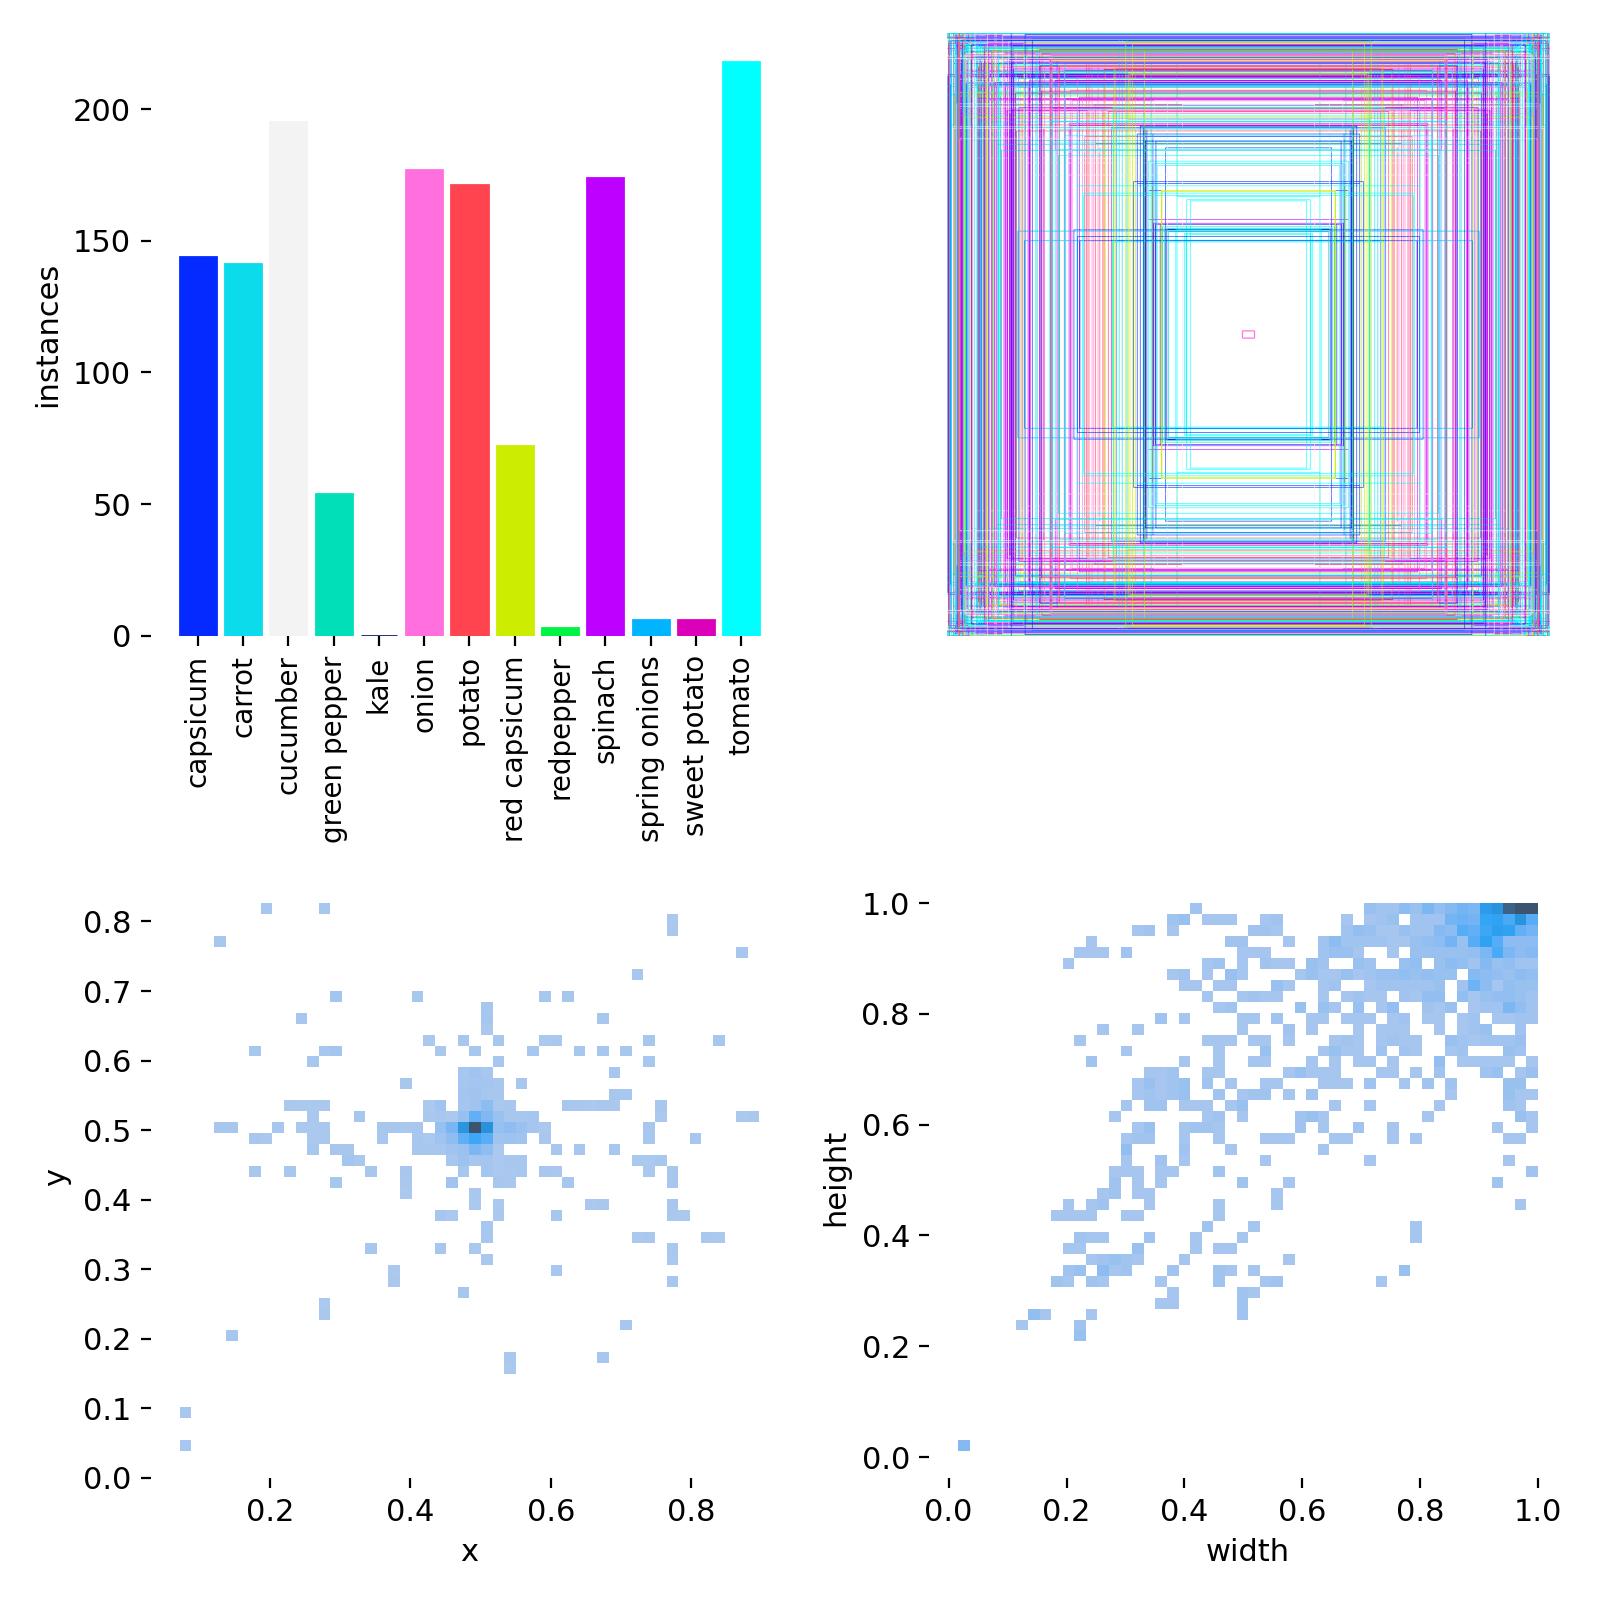 200
150
100
50
0
instances
capsicum
carrot
cucumber
green pepper
kale
onion
potato
red capsicum
redpepper
spinach
spring onions
sweet potato
tomato
0.8
0.7
0.6
0.5
0.4
0.3
0.2
0.1
0.0
y
0.2 0.4 0.6 0.8
x
1.0
0.8
0.6
0.4
0.2
0.0
height
0.0 0.2 0.4 0.6 0.8 1.0
width